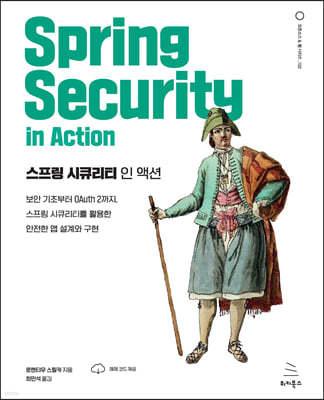 Spring
Security
in Action
스프링 시큐리티 인 액션
보안 기초부터 OAuth 2까지,
스프링 시큐리티를 활용한
안전한 앱 설계와 구현
로렌티우 스필카 지음
최민석 옮김
예제 코드 제공
위키북스